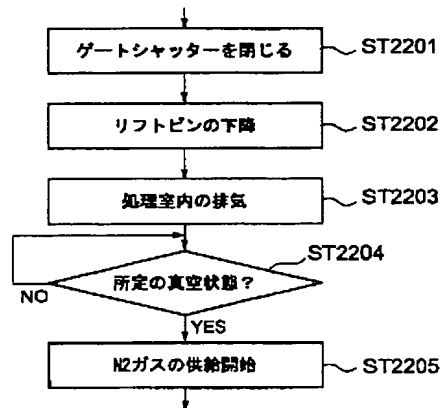 ゲートシャッターを閉じる
ST2201
リフトピンの下降
ST2202
処理室内の排気
ST2203
所定の真空状態?
ST2204
NO
YES
N2ガスの供給開始
ST2205